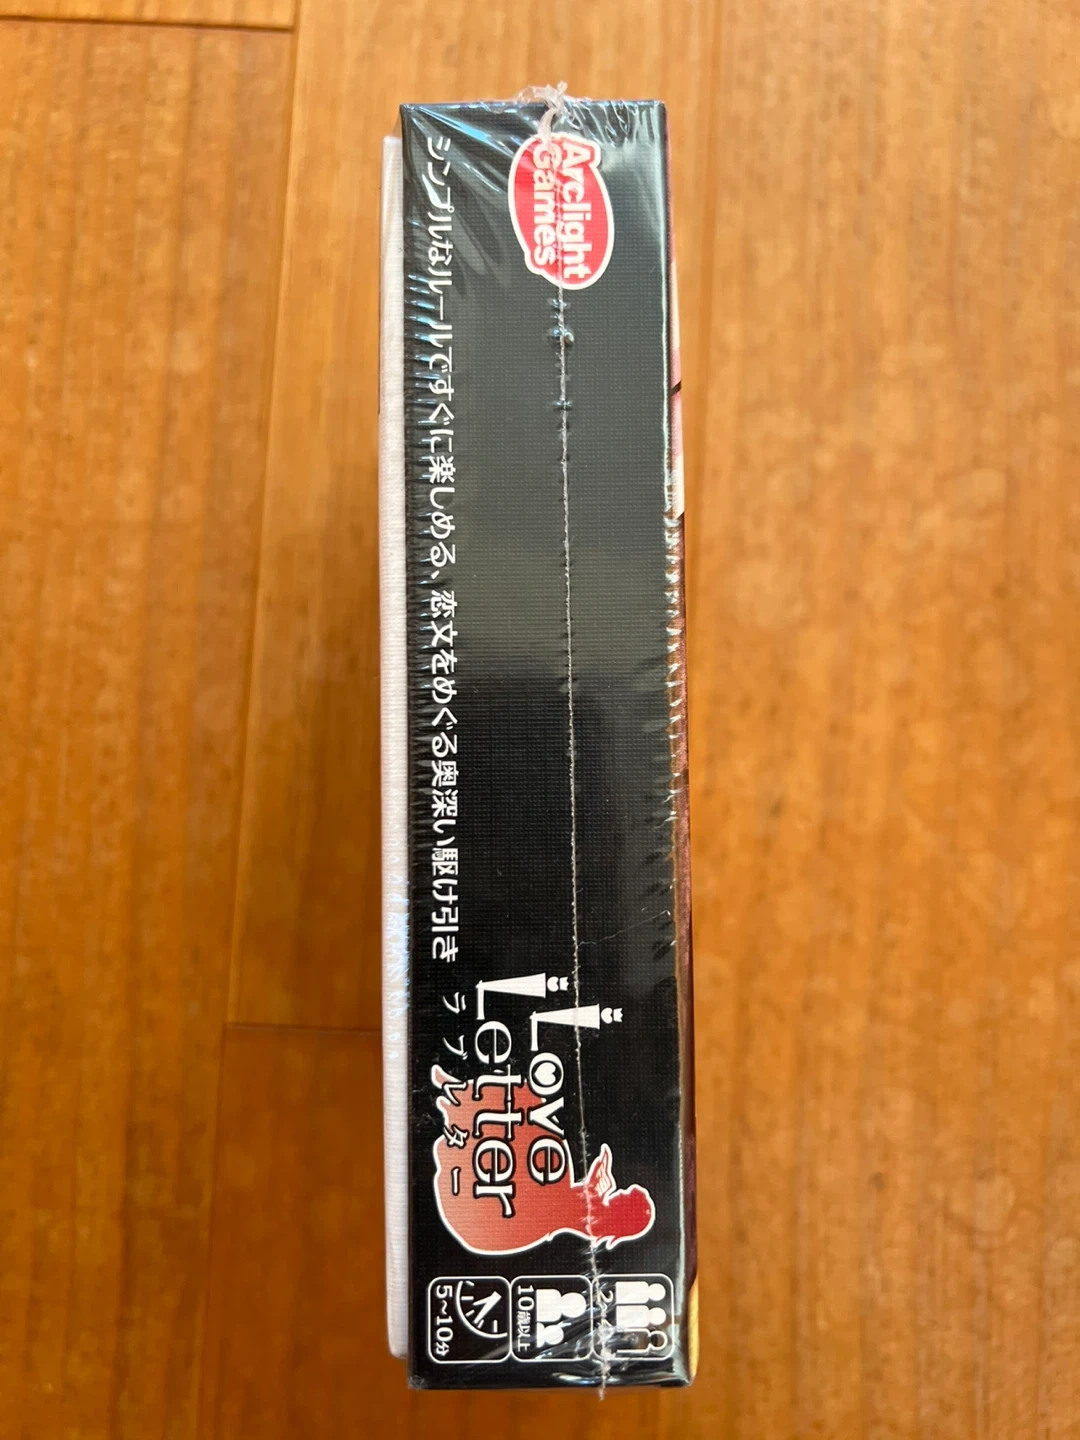 Arclight
Games
シンプルなルールですぐに楽しめる、恋文をめぐる奥深い駆け引き
Love
Letter
ラブレター
10歳以上
5~10分